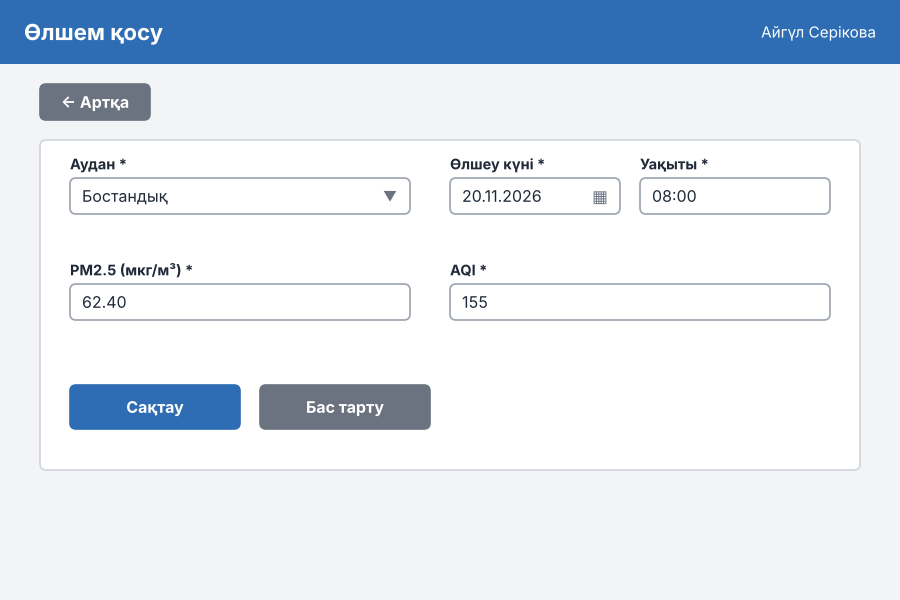 Өлшем қосу
Айгүл Серікова
← Артқа
Аудан *
Өлшеу күні *
Уақыты *
Бостандық
20.11.2026
08:00
PM2.5 (мкг/м³) *
AQI *
62.40
155
Сақтау
Бас тарту